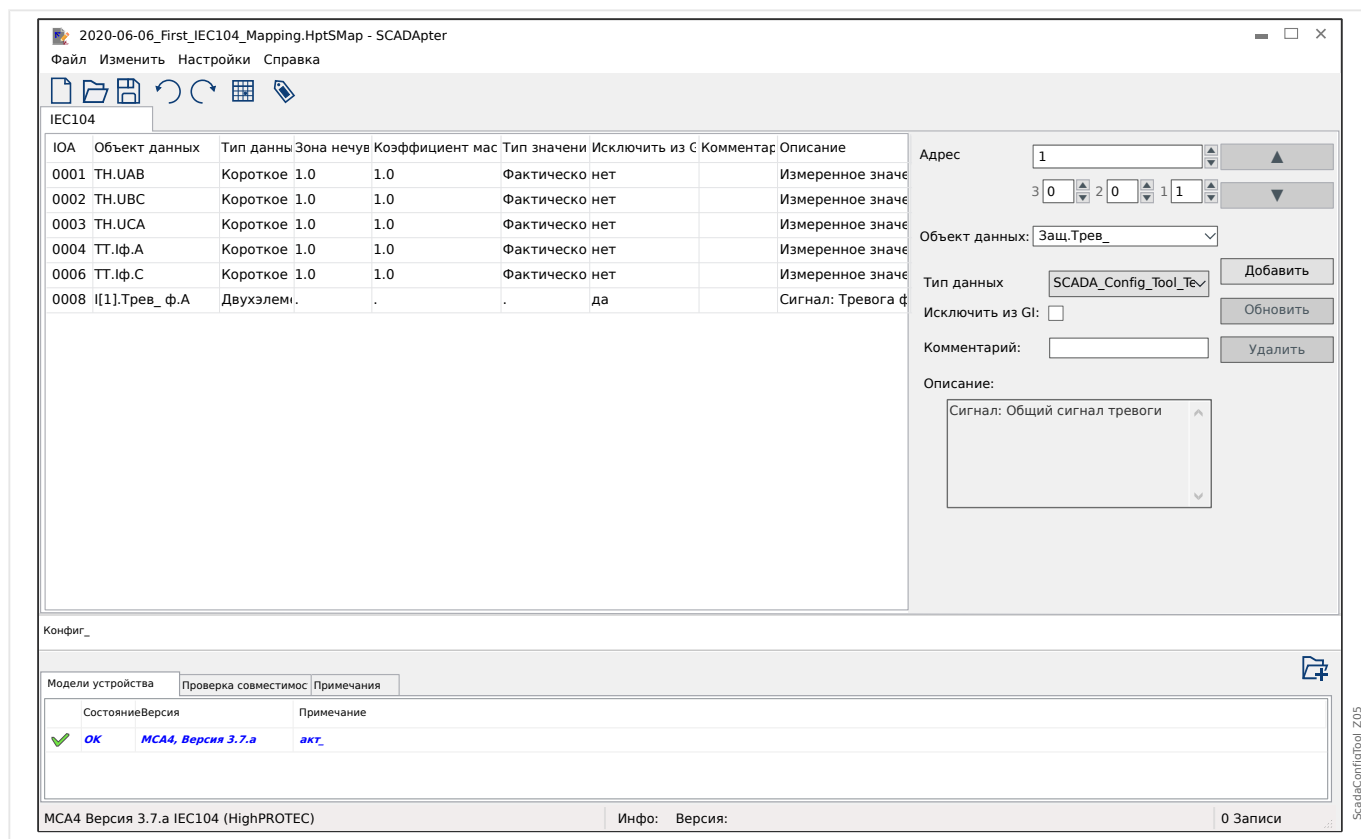 2020-06-06_First_IEC104_Mapping.HptSMap - SCADApter
Файл Изменить Настройки Справка
IEC104
IOA Объект данных Тип данны Зона нечув Коэффициент мас Тип значени Исключить из G Комментар Описание
0001 ТН.UAB Короткое 1.0 1.0 Фактическо нет Измеренное значе
0002 ТН.UBC Короткое 1.0 1.0 Фактическо нет Измеренное значе
0003 ТН.UCA Короткое 1.0 1.0 Фактическо нет Измеренное значе
0004 ТТ.Iф.А Короткое 1.0 1.0 Фактическо нет Измеренное значе
0006 ТТ.Iф.С Короткое 1.0 1.0 Фактическо нет Измеренное значе
0008 I[1].Трев_ ф.А Двухэлем . . . да Сигнал: Тревога ф
Адрес 1
3 0 2 0 1 1
Объект данных: Защ.Трев_
Добавить
Тип данных SCADA_Config_Tool_Te
Исключить из GI:
Обновить
Комментарий:
Удалить
Описание:
Сигнал: Общий сигнал тревоги
Конфиг_
Модели устройства Проверка совместимос Примечания
Состояние Версия Примечание
OK MCA4, Версия 3.7.a акт_
MCA4 Версия 3.7.a IEC104 (HighPROTEC) Инфо: Версия: 0 Записи
ScadaConfigTool_Z05